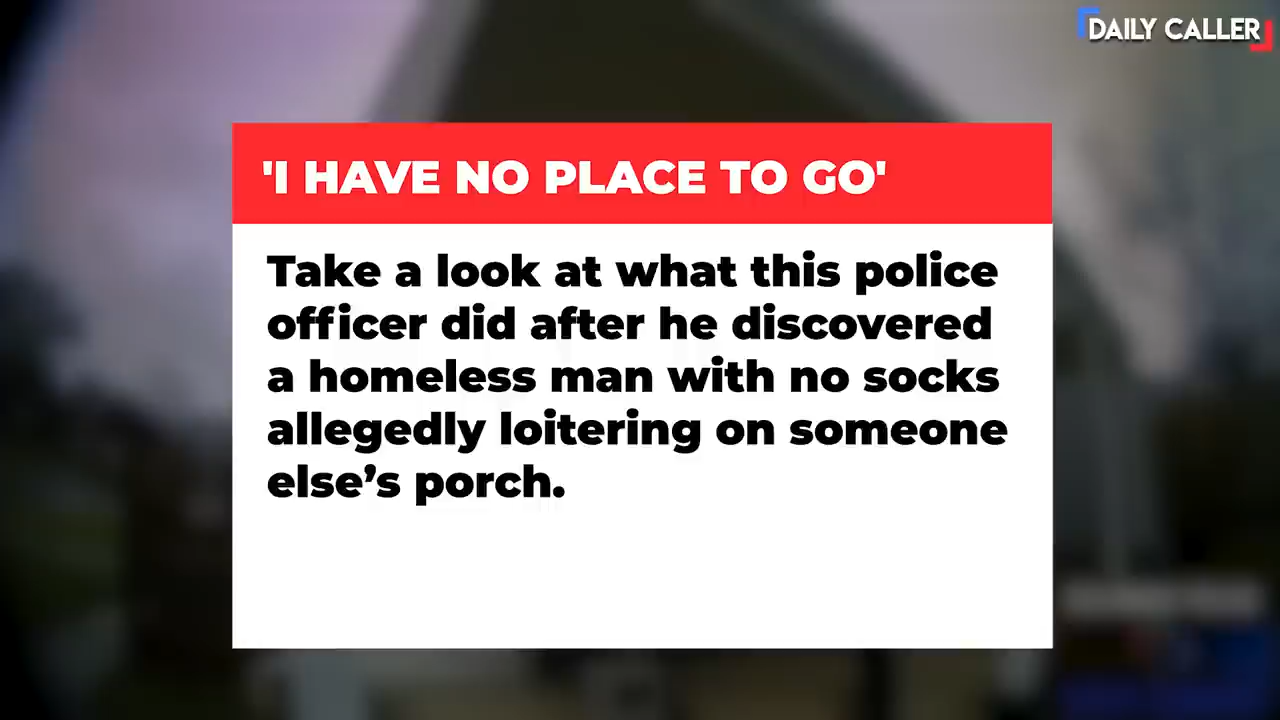 DAILY CALLER
'I HAVE NO PLACE TO GO'
Take a look at what this police
officer did after he discovered
a homeless man with no socks
allegedly loitering on someone
else’s porch.